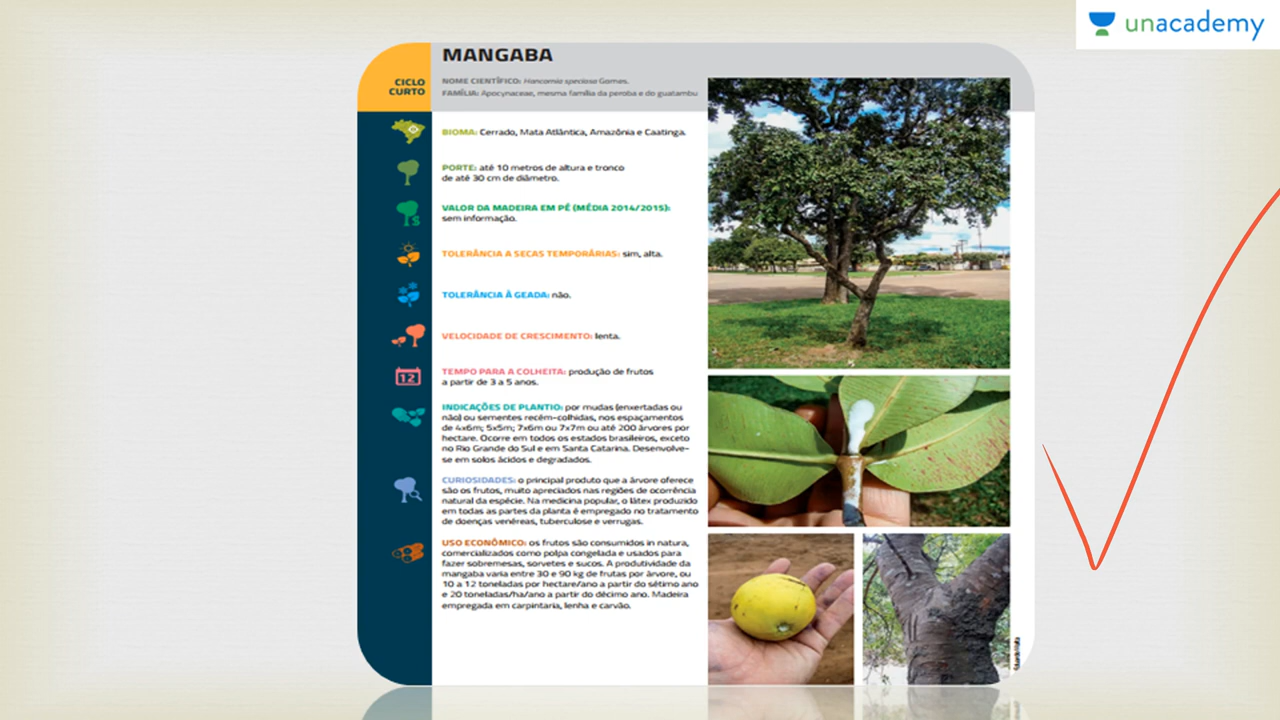 unacademy
MANGABA
CICLO
CURTO
NOME CIENTÍFICO: Hancornia speciosa Gomes.
FAMÍLIA: Apocynaceae, mesma família da peroba e do guatambu
BIOMA: Cerrado, Mata Atlântica, Amazônia e Caatinga.
PORTE: até 10 metros de altura e tronco
de até 30 cm de diâmetro.
VALOR DA MADEIRA EM PÉ (MÉDIA 2014/2015):
sem informação.
TOLERÂNCIA A SECAS TEMPORÁRIAS: sim, alta.
TOLERÂNCIA À GEADA: não.
VELOCIDADE DE CRESCIMENTO: lenta.
12
TEMPO PARA A COLHEITA: produção de frutos
a partir de 3 a 5 anos.
INDICAÇÕES DE PLANTIO: por mudas (enxertadas ou
não) ou sementes recém-colhidas, nos espaçamentos
de 4x6m; 5x5m; 7x6m ou 7x7m ou até 200 árvores por
hectare. Ocorre em todos os estados brasileiros, exceto
no Rio Grande do Sul e em Santa Catarina. Desenvolve-
se em solos ácidos e degradados.
CURIOSIDADES: o principal produto que a árvore oferece
são os frutos, muito apreciados nas regiões de ocorrência
natural da espécie. Na medicina popular, o látex produzido
em todas as partes da planta é empregado no tratamento
de doenças venéreas, tuberculose e verrugas.
USO ECONÔMICO: os frutos são consumidos in natura,
comercializados como polpa congelada e usados para
fazer sobremesas, sorvetes e sucos. A produtividade da
mangaba varia entre 30 e 90 kg de frutas por árvore, ou
10 a 12 toneladas por hectare/ano a partir do sétimo ano
e 20 toneladas/ha/ano a partir do décimo ano. Madeira
empregada em carpintaria, lenha e carvão.